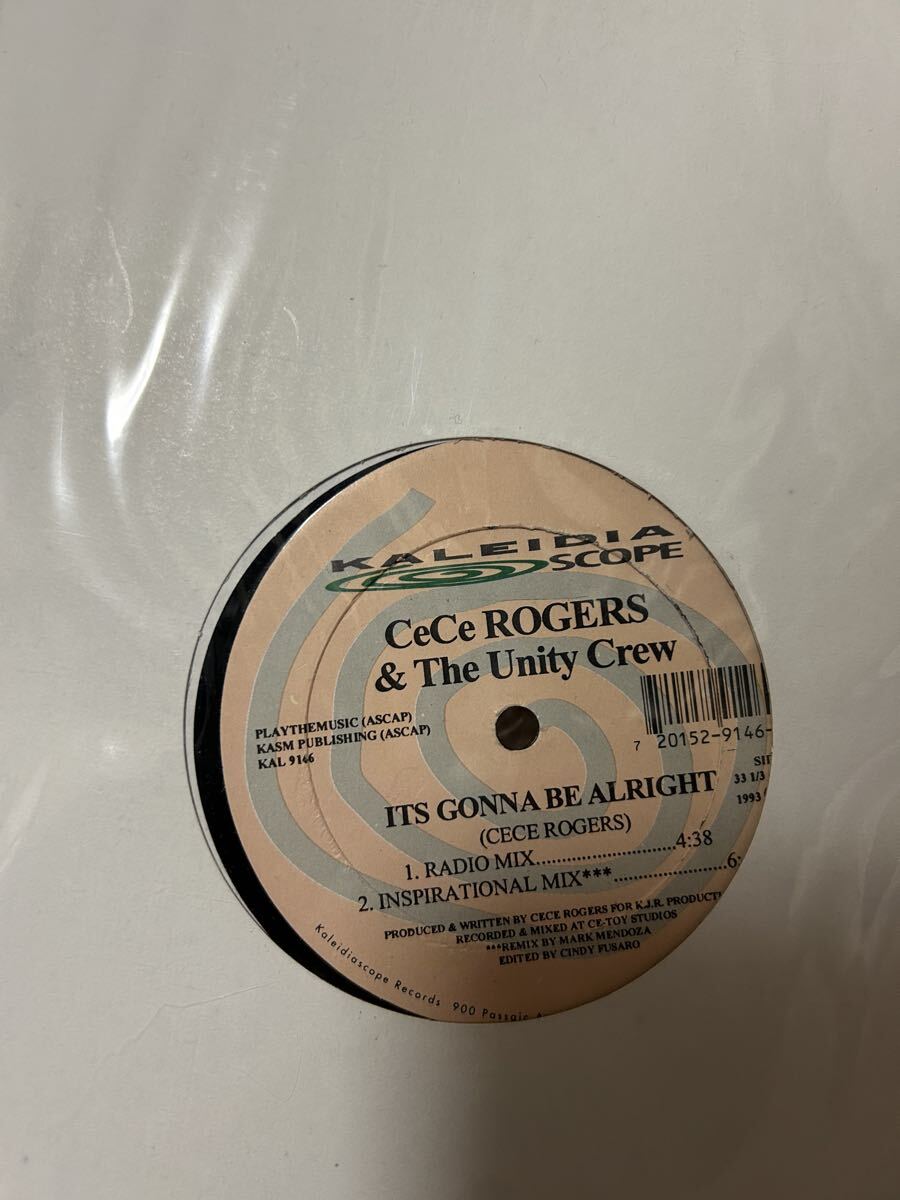 KALEIDIA
SCOPE
CeCe ROGERS
& The Unity Crew
PLAYTHEMUSIC (ASCAP)
KASM PUBLISHING (ASCAP)
KAL 9146
7 20152-9146-
33 1/3
1993
ITS GONNA BE ALRIGHT
(CECE ROGERS)
1. RADIO MIX..........................4:38
2. INSPIRATIONAL MIX***.....................6:
PRODUCED & WRITTEN BY CECE ROGERS FOR K.J.R. PRODUCTI
RECORDED & MIXED AT CE-TOY STUDIOS
***REMIX BY MARK MENDOZA
EDITED BY CINDY FUSARO
Kaleidiascope Records 900 Passaic